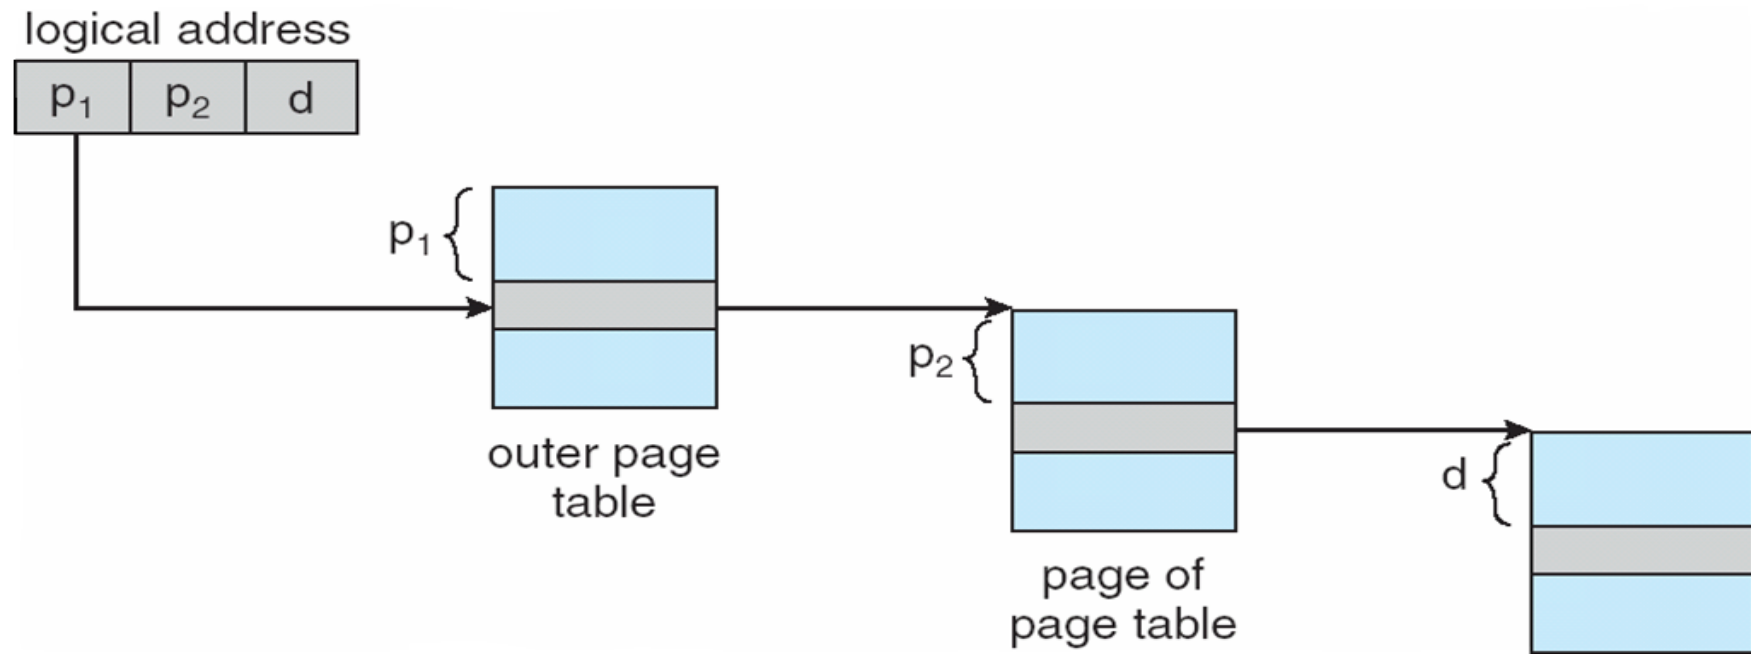 logical address
p₁ p₂ d
p₁
outer page
table
p₂
page of
page table
d